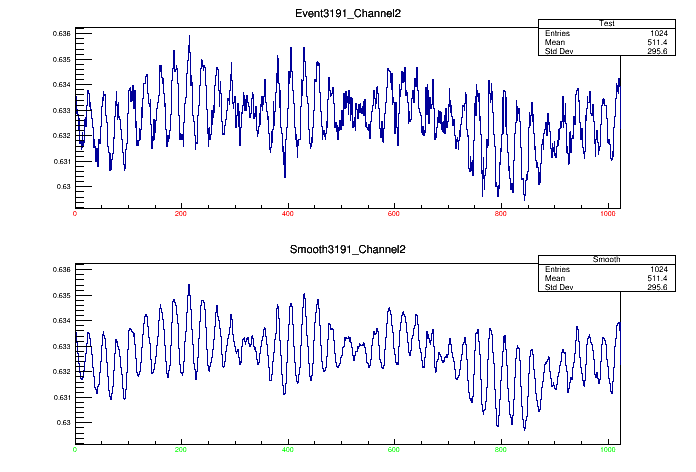 Event3191_Channel2
Test
Entries 1024
Mean 511.4
Std Dev 295.6
0.636
0.635
0.634
0.633
0.632
0.631
0.63
0 200 400 600 800 1000
Smooth3191_Channel2
Smooth
Entries 1024
Mean 511.4
Std Dev 295.6
0.636
0.635
0.634
0.633
0.632
0.631
0.63
0 200 400 600 800 1000